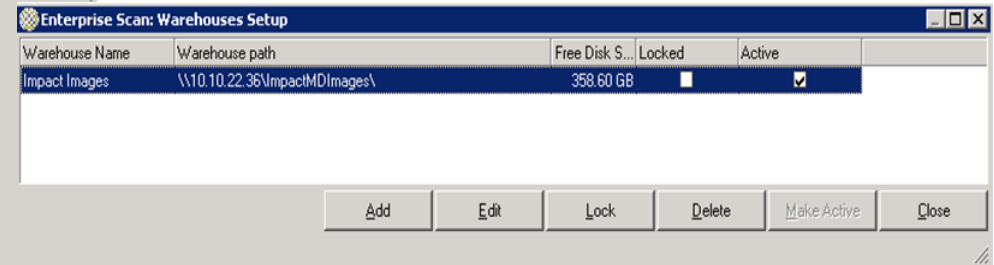 Enterprise Scan: Warehouses Setup
Warehouse Name Warehouse path Free Disk S... Locked Active
Impact Images \\10.10.22.36\ImpactMDImages\ 358.60 GB
Add Edit Lock Delete Make Active Close